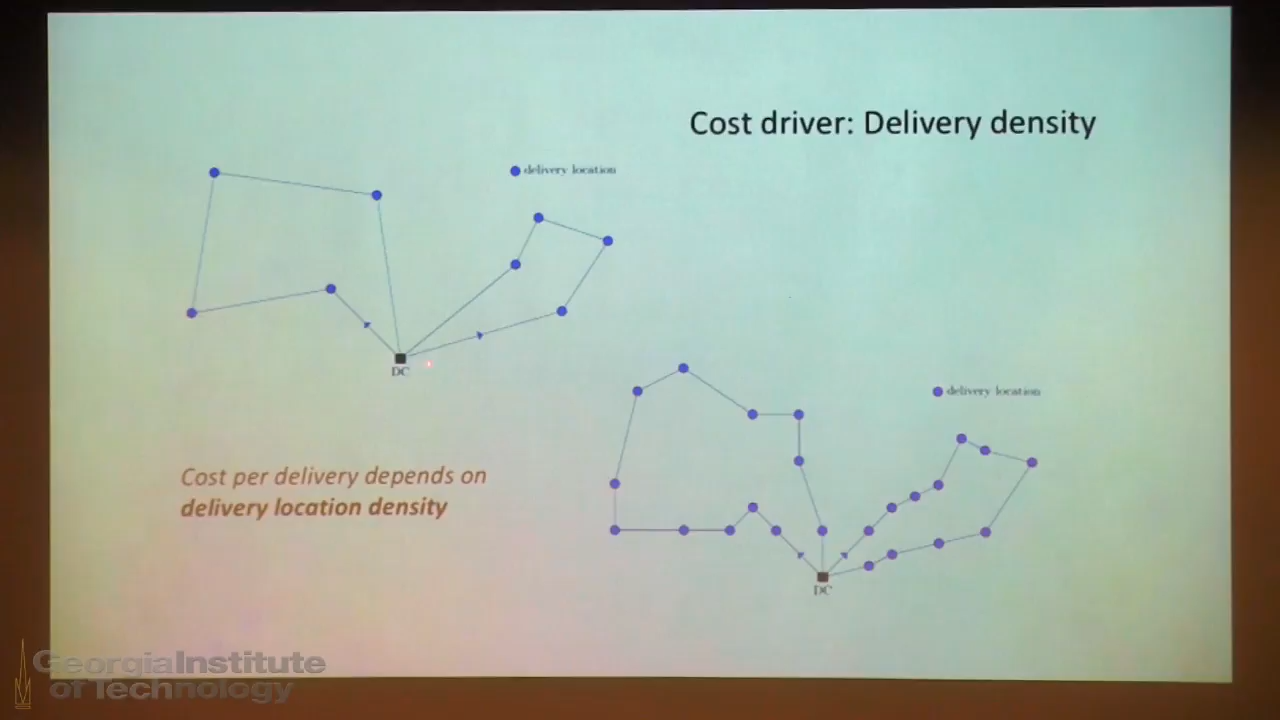 Cost driver: Delivery density
delivery location
DC
Cost per delivery depends on
delivery location density
delivery location
DC
Georgia Institute
of Technology